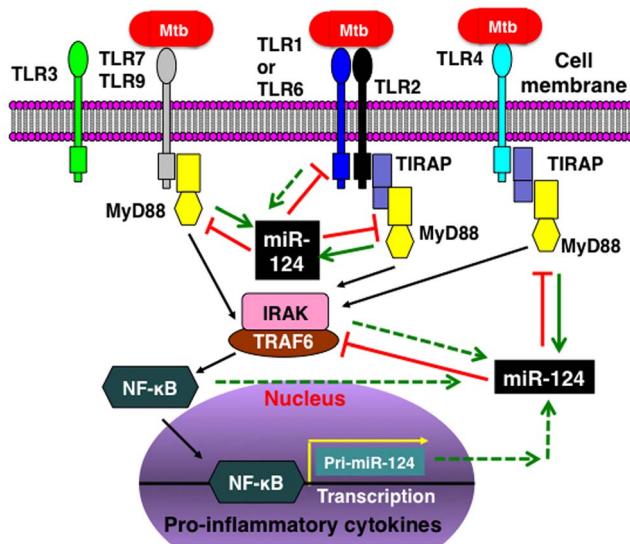 Mtb
Mtb
Mtb
TLR3
TLR7
TLR9
TLR1
or
TLR6
TLR2
TLR4
Cell
membrane
TIRAP
TIRAP
MyD88
miR-
124
MyD88
MyD88
IRAK
TRAF6
miR-124
NF-κB
Nucleus
Pri-miR-124
NF-κB
Transcription
Pro-inflammatory cytokines